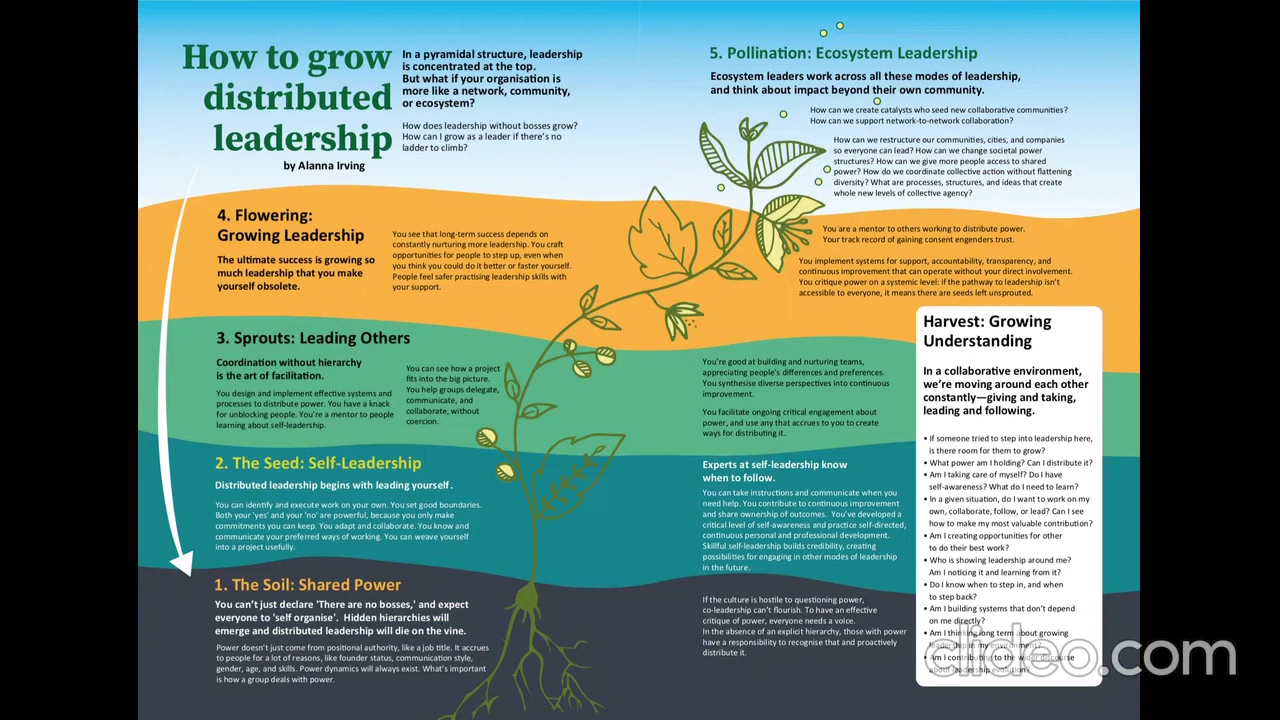 How to grow
distributed
leadership
by Alanna Irving
In a pyramidal structure, leadership
is concentrated at the top.
But what if your organisation is
more like a network, community,
or ecosystem?
How does leadership without bosses grow?
How can I grow as a leader if there's no
ladder to climb?
5. Pollination: Ecosystem Leadership
Ecosystem leaders work across all these modes of leadership,
and think about impact beyond their own community.
How can we create catalysts who seed new collaborative communities?
How can we support network-to-network collaboration?
How can we restructure our communities, cities, and companies
so everyone can lead? How can we change societal power
structures? How can we give more people access to shared
power? How do we coordinate collective action without flattening
diversity? What are processes, structures, and ideas that create
whole new levels of collective agency?
4. Flowering:
Growing Leadership
The ultimate success is growing so
much leadership that you make
yourself obsolete.
You see that long-term success depends on
constantly nurturing more leadership. You craft
opportunities for people to step up, even when
you think you could do it better or faster yourself.
People feel safer practising leadership skills with
your support.
You are a mentor to others working to distribute power.
Your track record of gaining consent engenders trust.
You implement systems for support, accountability, transparency, and
continuous improvement that can operate without your direct involvement.
You critique power on a systemic level: if the pathway to leadership isn't
accessible to everyone, it means there are seeds left unsprouted.
3. Sprouts: Leading Others
Coordination without hierarchy
is the art of facilitation.
You design and implement effective systems and
processes to distribute power. You have a knack
for unblocking people. You're a mentor to people
learning about self-leadership.
You can see how a project
fits into the big picture.
You help groups delegate,
communicate, and
collaborate, without
coercion.
You're good at building and nurturing teams,
appreciating people's differences and preferences.
You synthesise diverse perspectives into continuous
improvement.
You facilitate ongoing critical engagement about
power, and use any that accrues to you to create
ways for distributing it.
2. The Seed: Self-Leadership
Distributed leadership begins with leading yourself.
You can identify and execute work on your own. You set good boundaries.
Both your 'yes' and your 'no' are powerful, because you only make
commitments you can keep. You adapt and collaborate. You know and
communicate your preferred ways of working. You can weave yourself
into a project usefully.
Experts at self-leadership know
when to follow.
You can take instructions and communicate when you
need help. You contribute to continuous improvement
and share ownership of outcomes. You've developed a
critical level of self-awareness and practice self-directed,
continuous personal and professional development.
Skillful self-leadership builds credibility, creating
possibilities for engaging in other modes of leadership
in the future.
1. The Soil: Shared Power
You can't just declare 'There are no bosses,' and expect
everyone to 'self organise'. Hidden hierarchies will
emerge and distributed leadership will die on the vine.
Power doesn't just come from positional authority, like a job title. It accrues
to people for a lot of reasons, like founder status, communication style,
gender, age, and skills. Power dynamics will always exist. What's important
is how a group deals with power.
If the culture is hostile to questioning power,
co-leadership can't flourish. To have an effective
critique of power, everyone needs a voice.
In the absence of an explicit hierarchy, those with power
have a responsibility to recognise that and proactively
distribute it.
Harvest: Growing
Understanding
In a collaborative environment,
we're moving around each other
constantly—giving and taking,
leading and following.
• If someone tried to step into leadership here,
is there room for them to grow?
• What power am I holding? Can I distribute it?
• Am I taking care of myself? Do I have
self-awareness? What do I need to learn?
• In a given situation, do I want to work on my
own, collaborate, follow, or lead? Can I see
how to make my most valuable contribution?
• Am I creating opportunities for other
to do their best work?
• Who is showing leadership around me?
Am I noticing it and learning from it?
• Do I know when to step in, and when
to step back?
• Am I building systems that don't depend
on me directly?
• Am I thinking long term about growing
leadership in my environment?
• Am I contributing to the wider discourse
about leadership evolution?
clideo.com